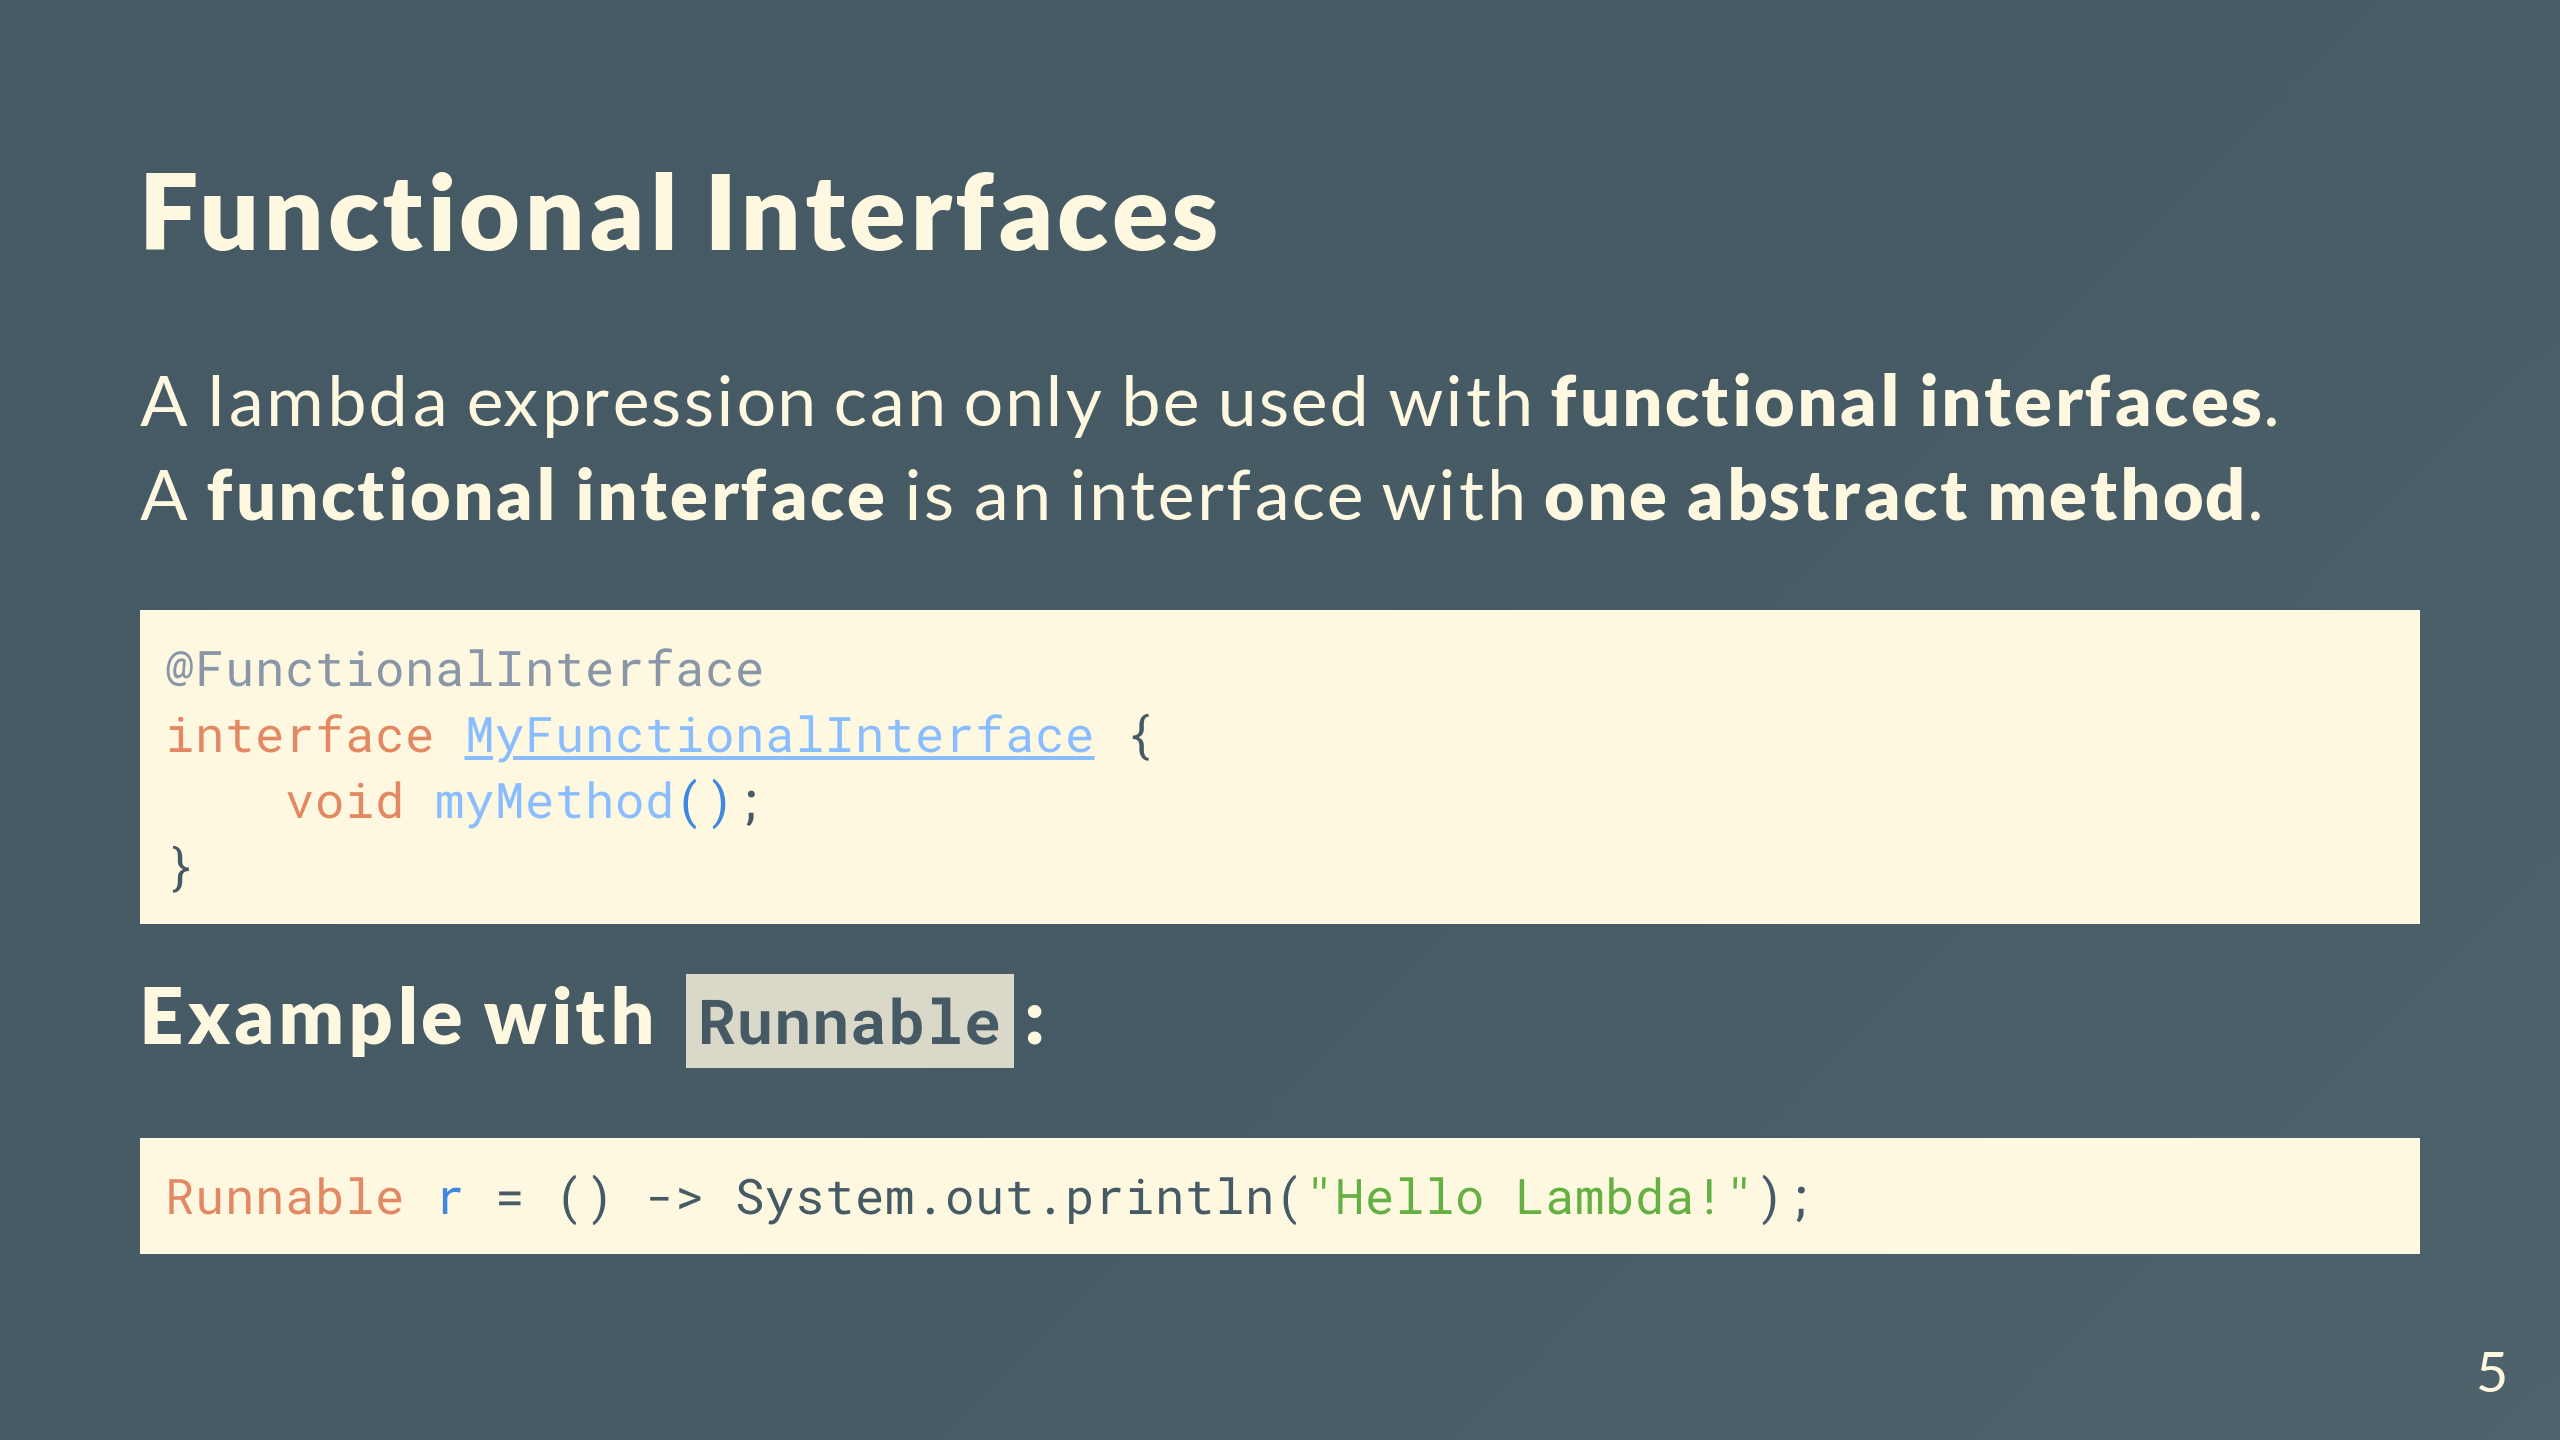 Functional Interfaces
A lambda expression can only be used with functional interfaces.
A functional interface is an interface with one abstract method.
@FunctionalInterface
interface MyFunctionalInterface {
    void myMethod();
}
Example with Runnable:
Runnable r = () -> System.out.println("Hello Lambda!");
5